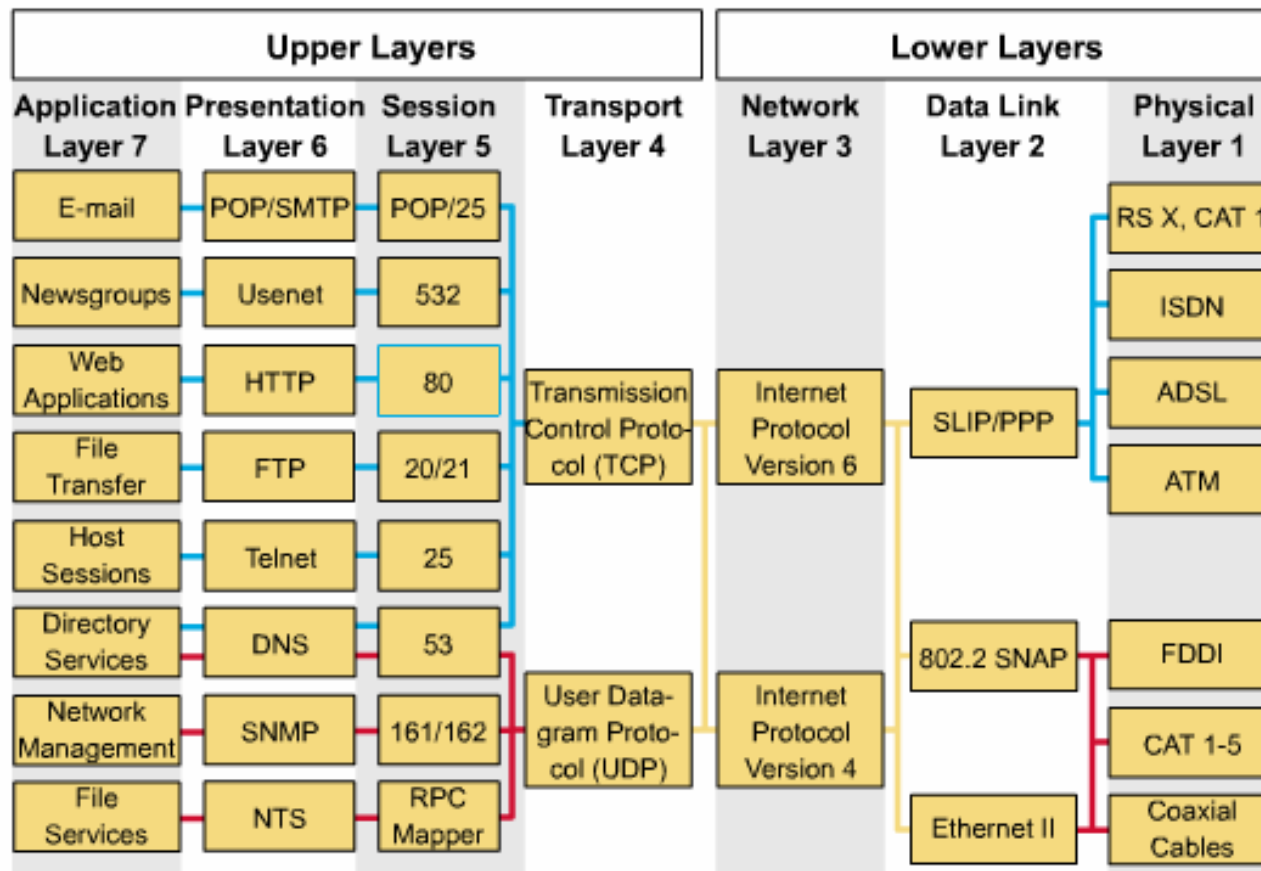 Upper Layers
Lower Layers
Application
Layer 7
Presentation
Layer 6
Session
Layer 5
Transport
Layer 4
Network
Layer 3
Data Link
Layer 2
Physical
Layer 1
E-mail
POP/SMTP
POP/25
Newsgroups
Usenet
532
Web
Applications
HTTP
80
File
Transfer
FTP
20/21
Host
Sessions
Telnet
25
Directory
Services
DNS
53
Network
Management
SNMP
161/162
File
Services
NTS
RPC
Mapper
Transmission
Control Proto-
col (TCP)
User Data-
gram Proto-
col (UDP)
Internet
Protocol
Version 6
Internet
Protocol
Version 4
SLIP/PPP
802.2 SNAP
Ethernet II
RS X, CAT 1
ISDN
ADSL
ATM
FDDI
CAT 1-5
Coaxial
Cables